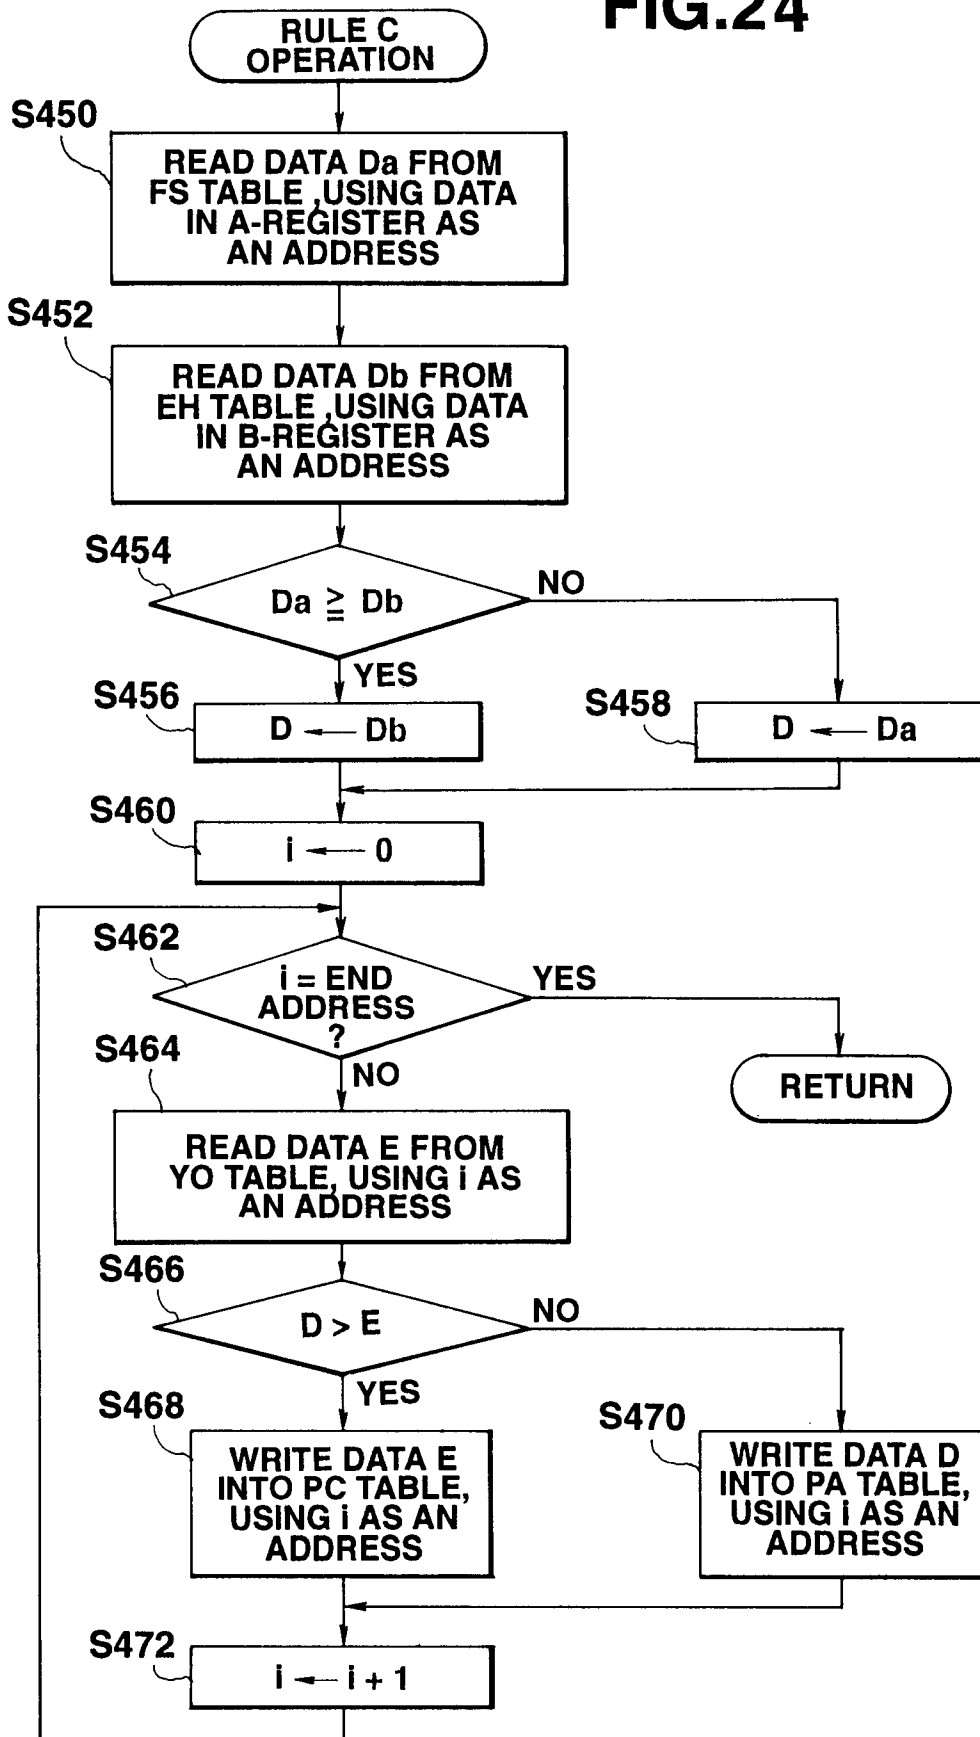 FIG.24
RULE C
OPERATION
S450
READ DATA Da FROM
FS TABLE ,USING DATA
IN A-REGISTER AS
AN ADDRESS
S452
READ DATA Db FROM
EH TABLE ,USING DATA
IN B-REGISTER AS
AN ADDRESS
S454
Da ≧ Db
NO
YES
S456
D ← Db
S458
D ← Da
S460
i ← 0
S462
i = END
ADDRESS
?
YES
NO
RETURN
S464
READ DATA E FROM
YO TABLE, USING i AS
AN ADDRESS
S466
D > E
NO
YES
S468
WRITE DATA E
INTO PC TABLE,
USING i AS AN
ADDRESS
S470
WRITE DATA D
INTO PA TABLE,
USING i AS AN
ADDRESS
S472
i ← i + 1